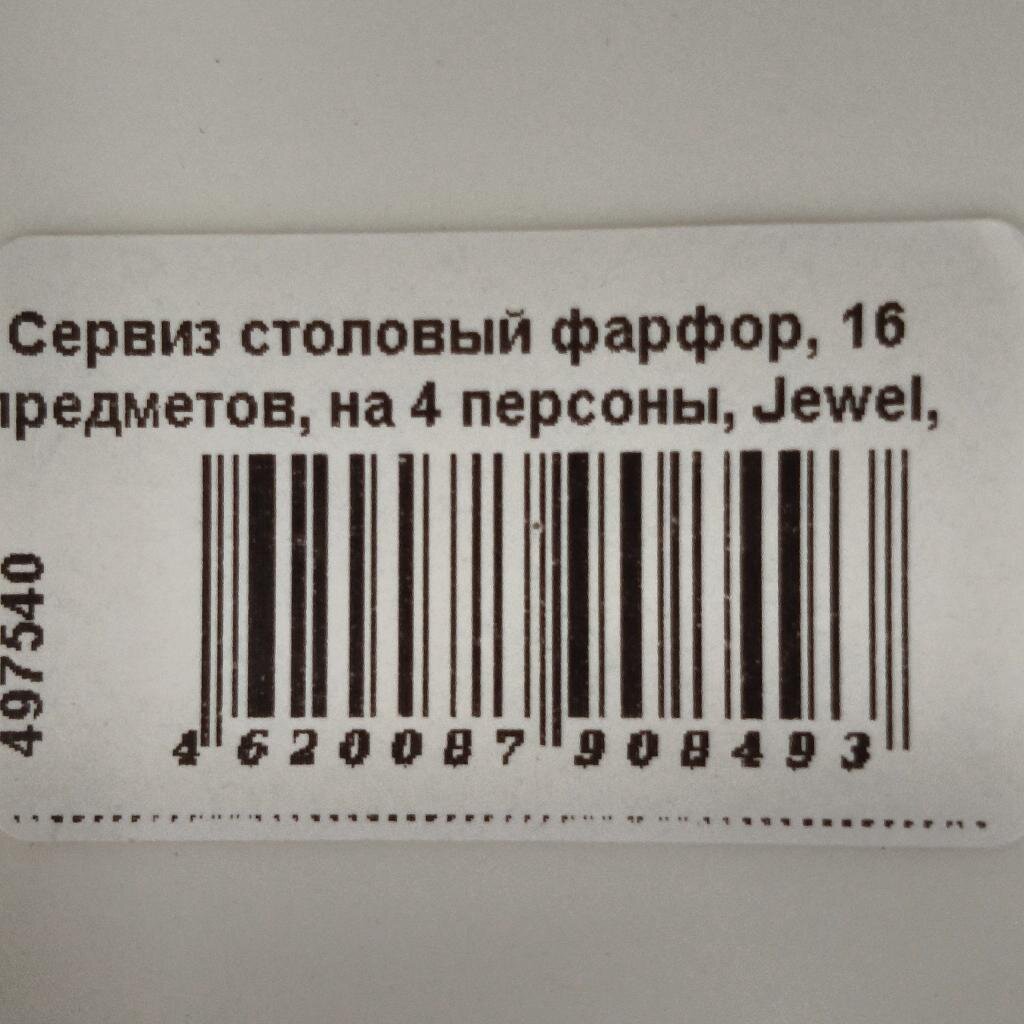 Сервиз столовый фарфор, 16
предметов, на 4 персоны, Jewel,
497540
4 620087 908493